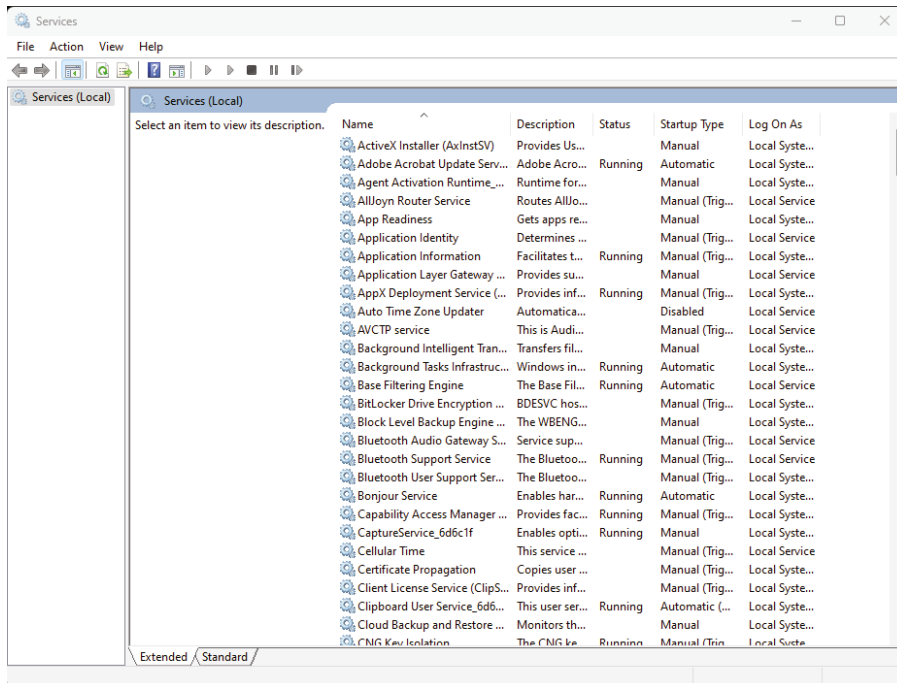 Services
File Action View Help
Services (Local)
Services (Local)
Select an item to view its description.
Name Description Status Startup Type Log On As
ActiveX Installer (AxInstSV) Provides Us... Manual Local Syste...
Adobe Acrobat Update Serv... Adobe Acro... Running Automatic Local Syste...
Agent Activation Runtime_... Runtime for... Manual Local Syste...
AllJoyn Router Service Routes AllJo... Manual (Trig... Local Service
App Readiness Gets apps re... Manual Local Syste...
Application Identity Determines ... Manual (Trig... Local Service
Application Information Facilitates t... Running Manual (Trig... Local Syste...
Application Layer Gateway ... Provides su... Manual Local Service
AppX Deployment Service (... Provides inf... Running Manual (Trig... Local Syste...
Auto Time Zone Updater Automatica... Disabled Local Service
AVCTP service This is Audi... Manual (Trig... Local Service
Background Intelligent Tran... Transfers fil... Manual Local Syste...
Background Tasks Infrastruc... Windows in... Running Automatic Local Syste...
Base Filtering Engine The Base Fil... Running Automatic Local Service
BitLocker Drive Encryption ... BDESVC hos... Manual (Trig... Local Syste...
Block Level Backup Engine ... The WBENG... Manual Local Syste...
Bluetooth Audio Gateway S... Service sup... Manual (Trig... Local Service
Bluetooth Support Service The Bluetoo... Running Manual (Trig... Local Service
Bluetooth User Support Ser... The Bluetoo... Manual (Trig... Local Syste...
Bonjour Service Enables har... Running Automatic Local Syste...
Capability Access Manager ... Provides fac... Running Manual (Trig... Local Syste...
CaptureService_6d6c1f Enables opti... Running Manual Local Syste...
Cellular Time This service ... Manual (Trig... Local Service
Certificate Propagation Copies user ... Manual (Trig... Local Syste...
Client License Service (ClipS... Provides inf... Manual (Trig... Local Syste...
Clipboard User Service_6d6... This user ser... Running Automatic (... Local Syste...
Cloud Backup and Restore ... Monitors th... Manual Local Syste...
CNG Key Isolation The CNG ke... Running Manual (Trig... Local Syste...
Extended Standard